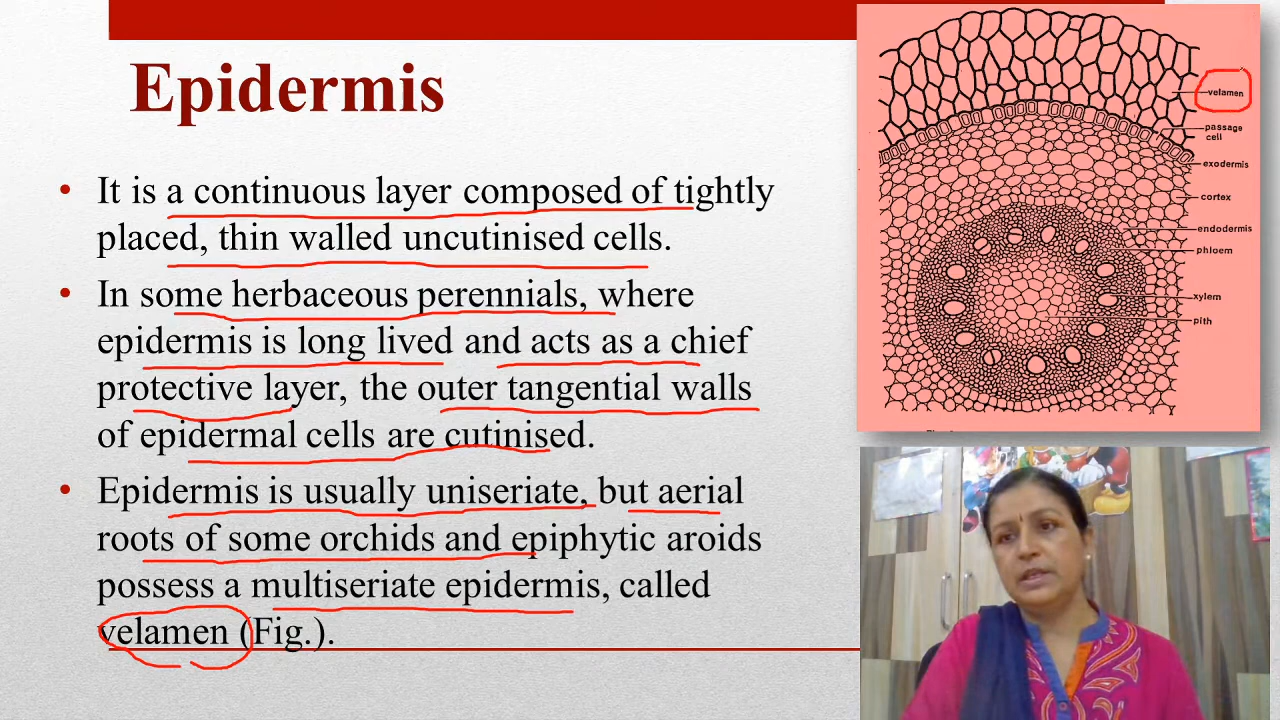 Epidermis
• It is a continuous layer composed of tightly
placed, thin walled uncutinised cells.
• In some herbaceous perennials, where
epidermis is long lived and acts as a chief
protective layer, the outer tangential walls
of epidermal cells are cutinised.
• Epidermis is usually uniseriate, but aerial
roots of some orchids and epiphytic aroids
possess a multiseriate epidermis, called
velamen (Fig.).
velamen
passage
cell
exodermis
cortex
endodermis
phloem
xylem
pith